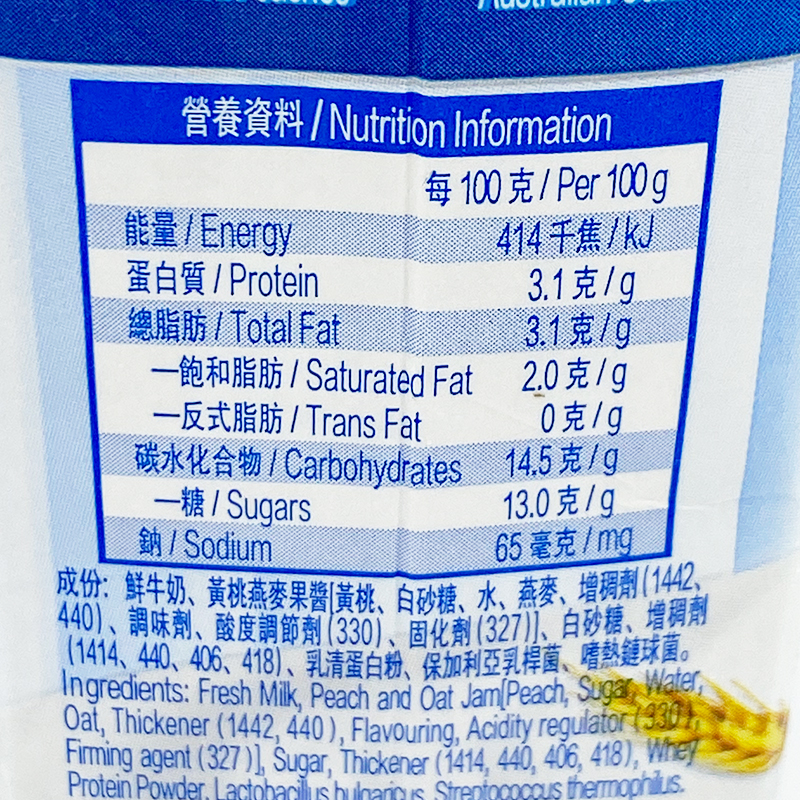 營養資料 / Nutrition Information
每 100 克 / Per 100 g
能量 / Energy 414 千焦 / kJ
蛋白質 / Protein 3.1 克 / g
總脂肪 / Total Fat 3.1 克 / g
—飽和脂肪 / Saturated Fat 2.0 克 / g
—反式脂肪 / Trans Fat 0 克 / g
碳水化合物 / Carbohydrates 14.5 克 / g
—糖 / Sugars 13.0 克 / g
鈉 / Sodium 65 毫克 / mg
成份: 鮮牛奶、黃桃燕麥果醬[黃桃、白砂糖、水、燕麥、增稠劑(1442、
440)、調味劑、酸度調節劑(330)、固化劑(327)]、白砂糖、增稠劑
(1414、440、406、418)、乳清蛋白粉、保加利亞乳桿菌、嗜熱鏈球菌。
Ingredients: Fresh Milk, Peach and Oat Jam[Peach, Sugar, Water,
Oat, Thickener (1442, 440), Flavouring, Acidity regulator (330),
Firming agent (327)], Sugar, Thickener (1414, 440, 406, 418), Whey
Protein Powder, Lactobacillus bulgaricus, Streptococcus thermophilus.